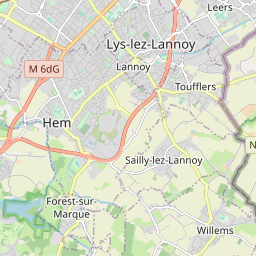 Leers
Lys-lez-Lannoy
Lannoy
M 6dG
Toufflers
Hem
N
Sailly-lez-Lannoy
Forest-sur-
Marque
Willems